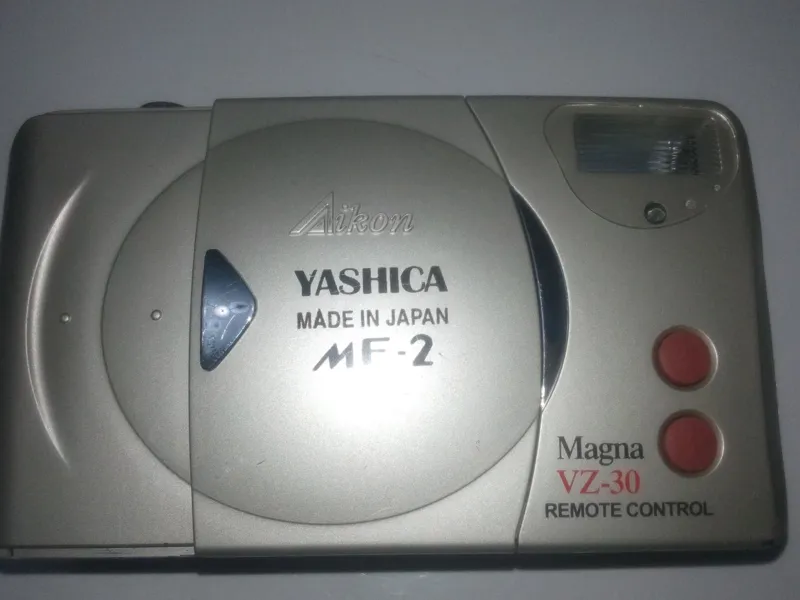 Aikon
YASHICA
MADE IN JAPAN
MF-2
Magna
VZ-30
REMOTE CONTROL